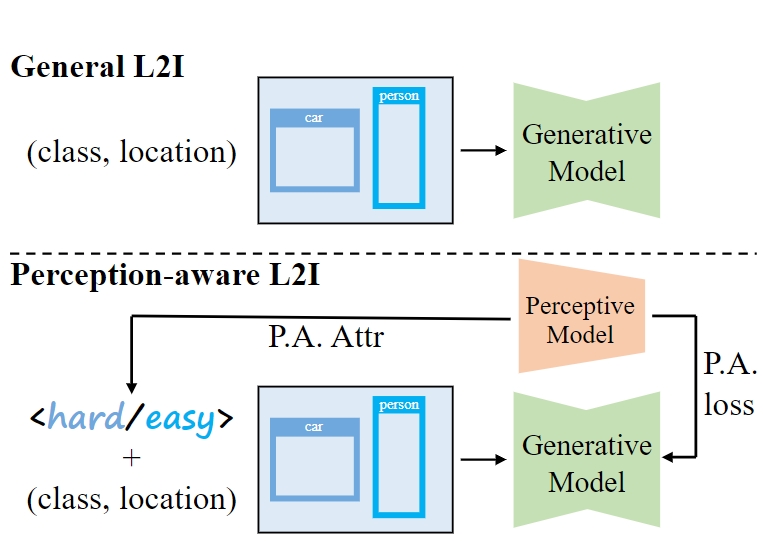 General L2I
(class, location)
car
person
Generative
Model
Perception-aware L2I
P.A. Attr
Perceptive
Model
P.A.
loss
<hard/easy>
+
(class, location)
car
person
Generative
Model